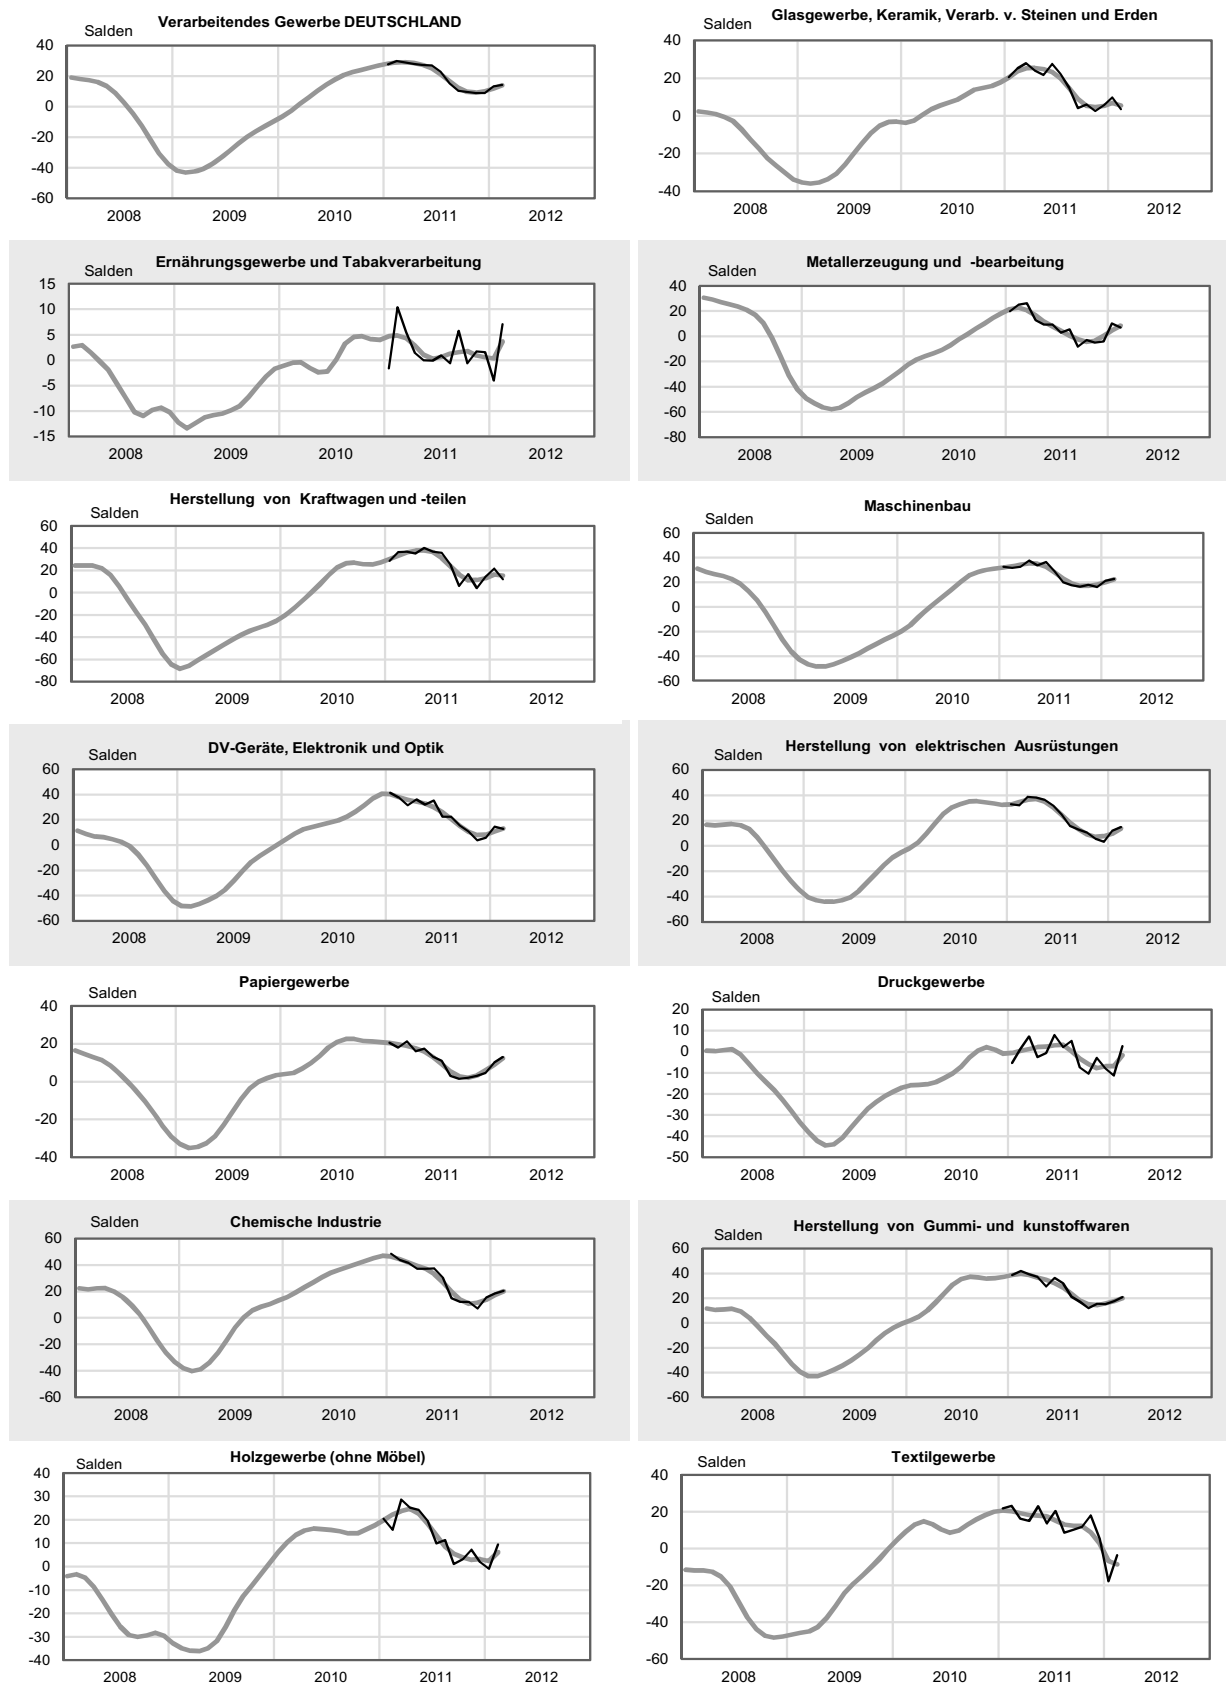 Verarbeitendes Gewerbe DEUTSCHLAND
Salden
40
20
0
-20
-40
-60
2008 2009 2010 2011 2012
Glasgewerbe, Keramik, Verarb. v. Steinen und Erden
Salden
40
20
0
-20
-40
2008 2009 2010 2011 2012
Ernährungsgewerbe und Tabakverarbeitung
Salden
15
10
5
0
-5
-10
-15
2008 2009 2010 2011 2012
Metallerzeugung und -bearbeitung
Salden
40
20
0
-20
-40
-60
-80
2008 2009 2010 2011 2012
Herstellung von Kraftwagen und -teilen
Salden
60
40
20
0
-20
-40
-60
-80
2008 2009 2010 2011 2012
Maschinenbau
Salden
60
40
20
0
-20
-40
-60
2008 2009 2010 2011 2012
DV-Geräte, Elektronik und Optik
Salden
60
40
20
0
-20
-40
-60
2008 2009 2010 2011 2012
Herstellung von elektrischen Ausrüstungen
Salden
60
40
20
0
-20
-40
-60
2008 2009 2010 2011 2012
Papiergewerbe
Salden
40
20
0
-20
-40
2008 2009 2010 2011 2012
Druckgewerbe
Salden
20
10
0
-10
-20
-30
-40
-50
2008 2009 2010 2011 2012
Chemische Industrie
Salden
60
40
20
0
-20
-40
-60
2008 2009 2010 2011 2012
Herstellung von Gummi- und kunstoffwaren
Salden
60
40
20
0
-20
-40
-60
2008 2009 2010 2011 2012
Holzgewerbe (ohne Möbel)
Salden
40
30
20
10
0
-10
-20
-30
-40
2008 2009 2010 2011 2012
Textilgewerbe
Salden
40
20
0
-20
-40
-60
2008 2009 2010 2011 2012